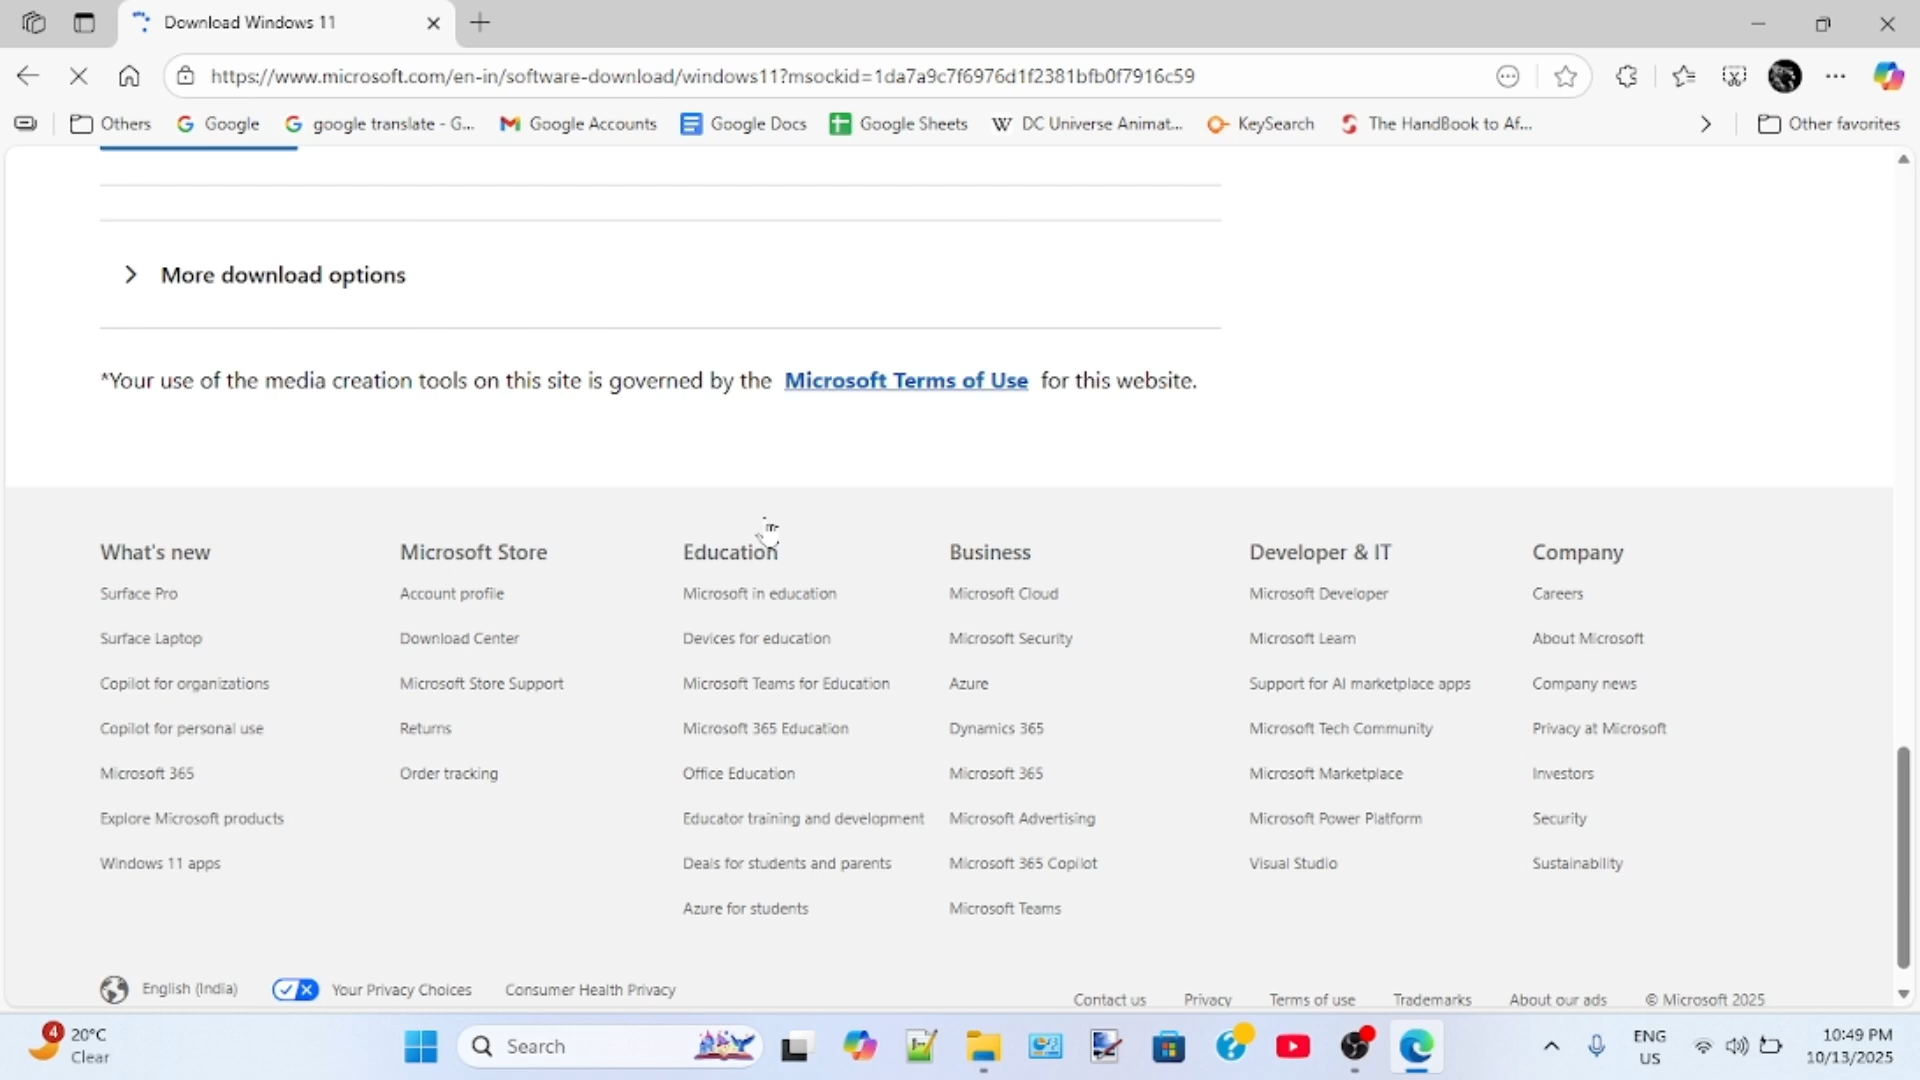 Download Windows 11
https://www.microsoft.com/en-in/software-download/windows11?msockid=1da7a9c7f6976d1f2381bfb0f7916c59
Others Google google translate - G... Google Accounts Google Docs Google Sheets DC Universe Animat... KeySearch The HandBook to Af... Other favorites
More download options
*Your use of the media creation tools on this site is governed by the Microsoft Terms of Use for this website.
What's new
Surface Pro
Surface Laptop
Copilot for organizations
Copilot for personal use
Microsoft 365
Explore Microsoft products
Windows 11 apps
Microsoft Store
Account profile
Download Center
Microsoft Store Support
Returns
Order tracking
Education
Microsoft in education
Devices for education
Microsoft Teams for Education
Microsoft 365 Education
Office Education
Educator training and development
Deals for students and parents
Azure for students
Business
Microsoft Cloud
Microsoft Security
Azure
Dynamics 365
Microsoft 365
Microsoft Advertising
Microsoft 365 Copilot
Microsoft Teams
Developer & IT
Microsoft Developer
Microsoft Learn
Support for AI marketplace apps
Microsoft Tech Community
Microsoft Marketplace
Microsoft Power Platform
Visual Studio
Company
Careers
About Microsoft
Company news
Privacy at Microsoft
Investors
Security
Sustainability
English (India) Your Privacy Choices Consumer Health Privacy
Contact us Privacy Terms of use Trademarks About our ads © Microsoft 2025
4
20°C
Clear
Search
ENG
US
10:49 PM
10/13/2025